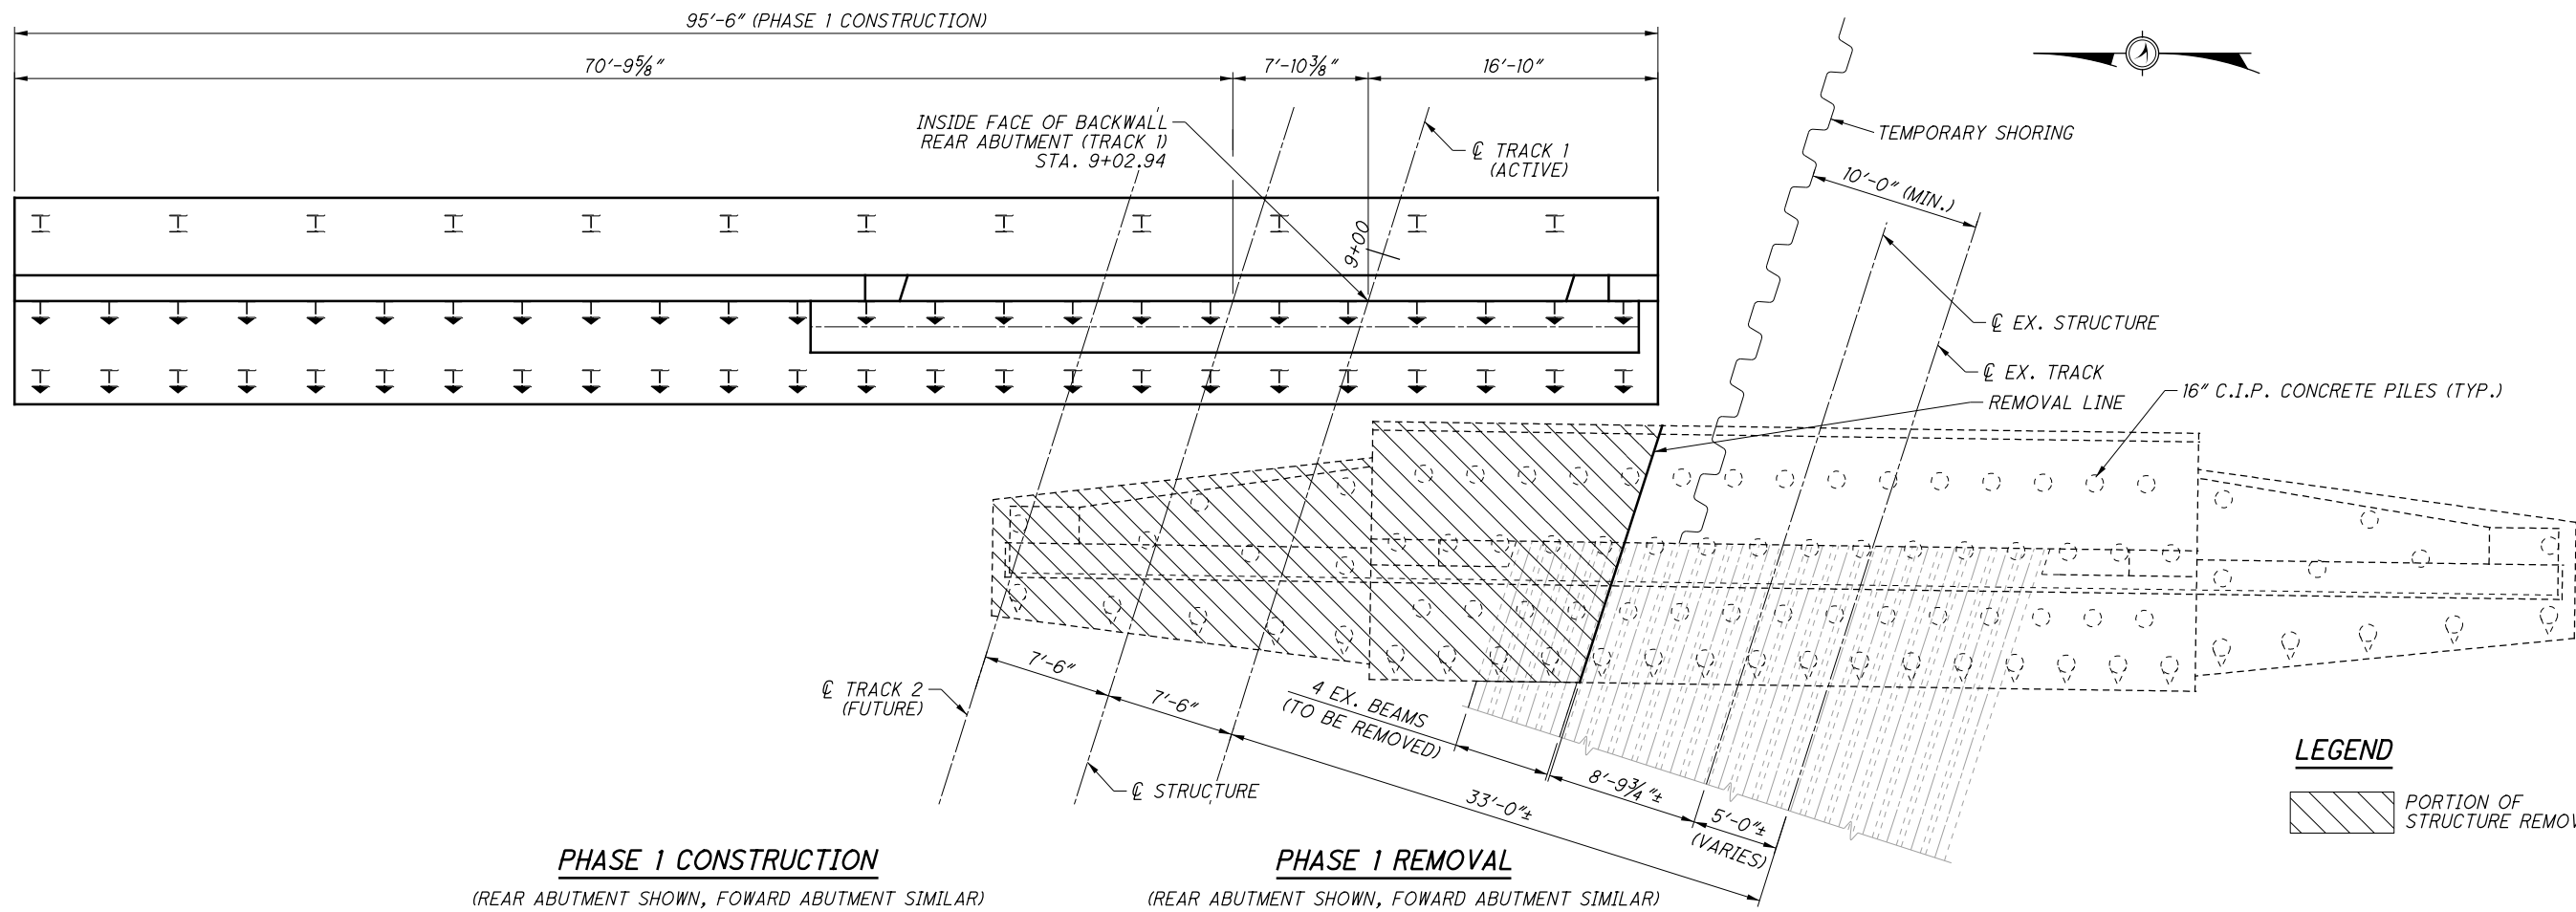 95'-6" (PHASE 1 CONSTRUCTION)
70'-9⅝"
7'-10⅜"
16'-10"
INSIDE FACE OF BACKWALL
REAR ABUTMENT (TRACK 1)
STA. 9+02.94
℄ TRACK 1
(ACTIVE)
TEMPORARY SHORING
10'-0" (MIN.)
9+00
℄ EX. STRUCTURE
℄ EX. TRACK
REMOVAL LINE
16" C.I.P. CONCRETE PILES (TYP.)
℄ TRACK 2
(FUTURE)
7'-6"
7'-6"
4 EX. BEAMS
(TO BE REMOVED)
8'-9¾"±
5'-0"±
(VARIES)
33'-0"±
℄ STRUCTURE
LEGEND
PORTION OF
STRUCTURE REMOV
PHASE 1 CONSTRUCTION
(REAR ABUTMENT SHOWN, FOWARD ABUTMENT SIMILAR)
PHASE 1 REMOVAL
(REAR ABUTMENT SHOWN, FOWARD ABUTMENT SIMILAR)